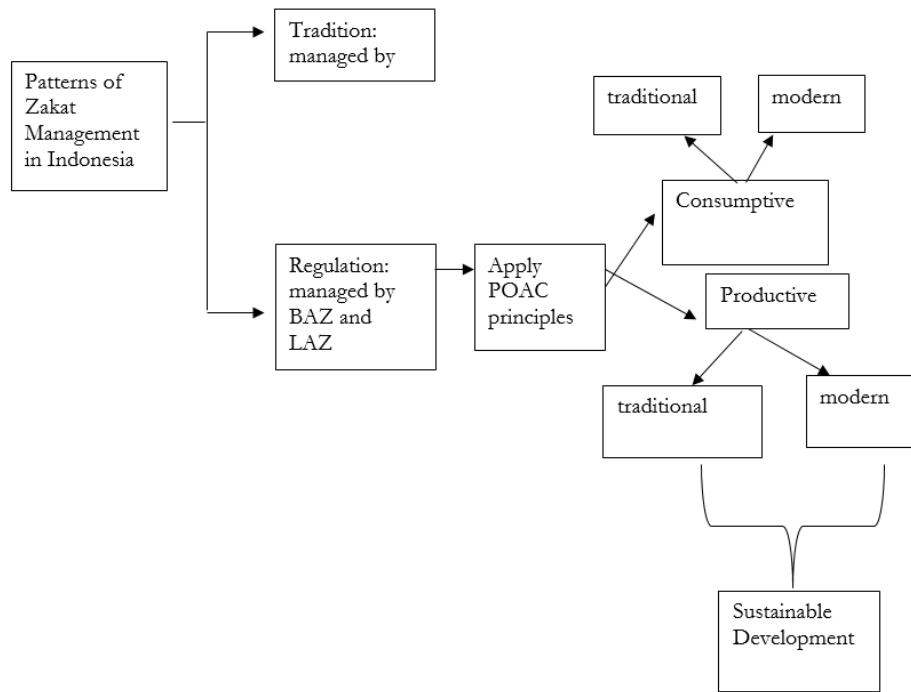 Tradition:
managed by
Patterns of
Zakat
Management
in Indonesia
traditional
modern
Consumptive
Regulation:
managed by
BAZ and
LAZ
Apply
POAC
principles
Productive
traditional
modern
Sustainable
Development